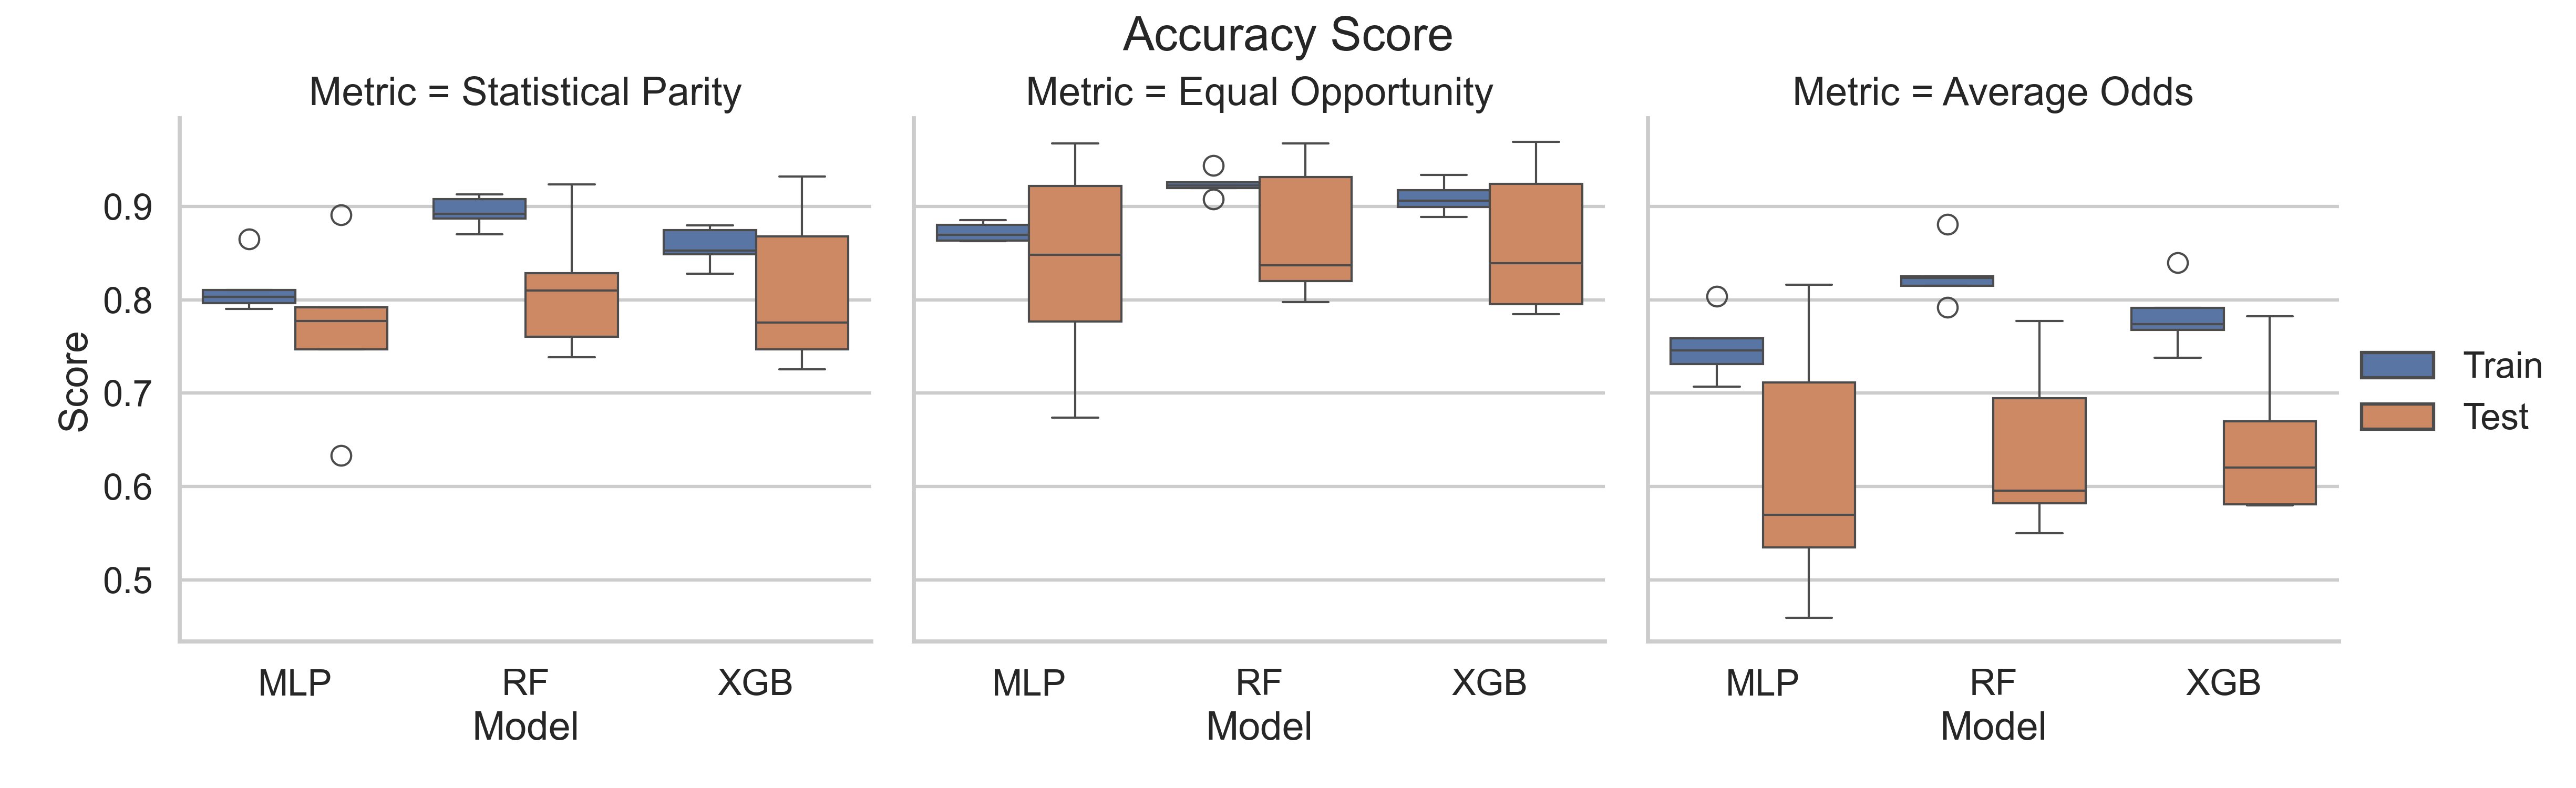 Accuracy Score
Metric = Statistical Parity
Metric = Equal Opportunity
Metric = Average Odds
Score
0.9
0.8
0.7
0.6
0.5
MLP RF XGB
Model
MLP RF XGB
Model
MLP RF XGB
Model
Train
Test